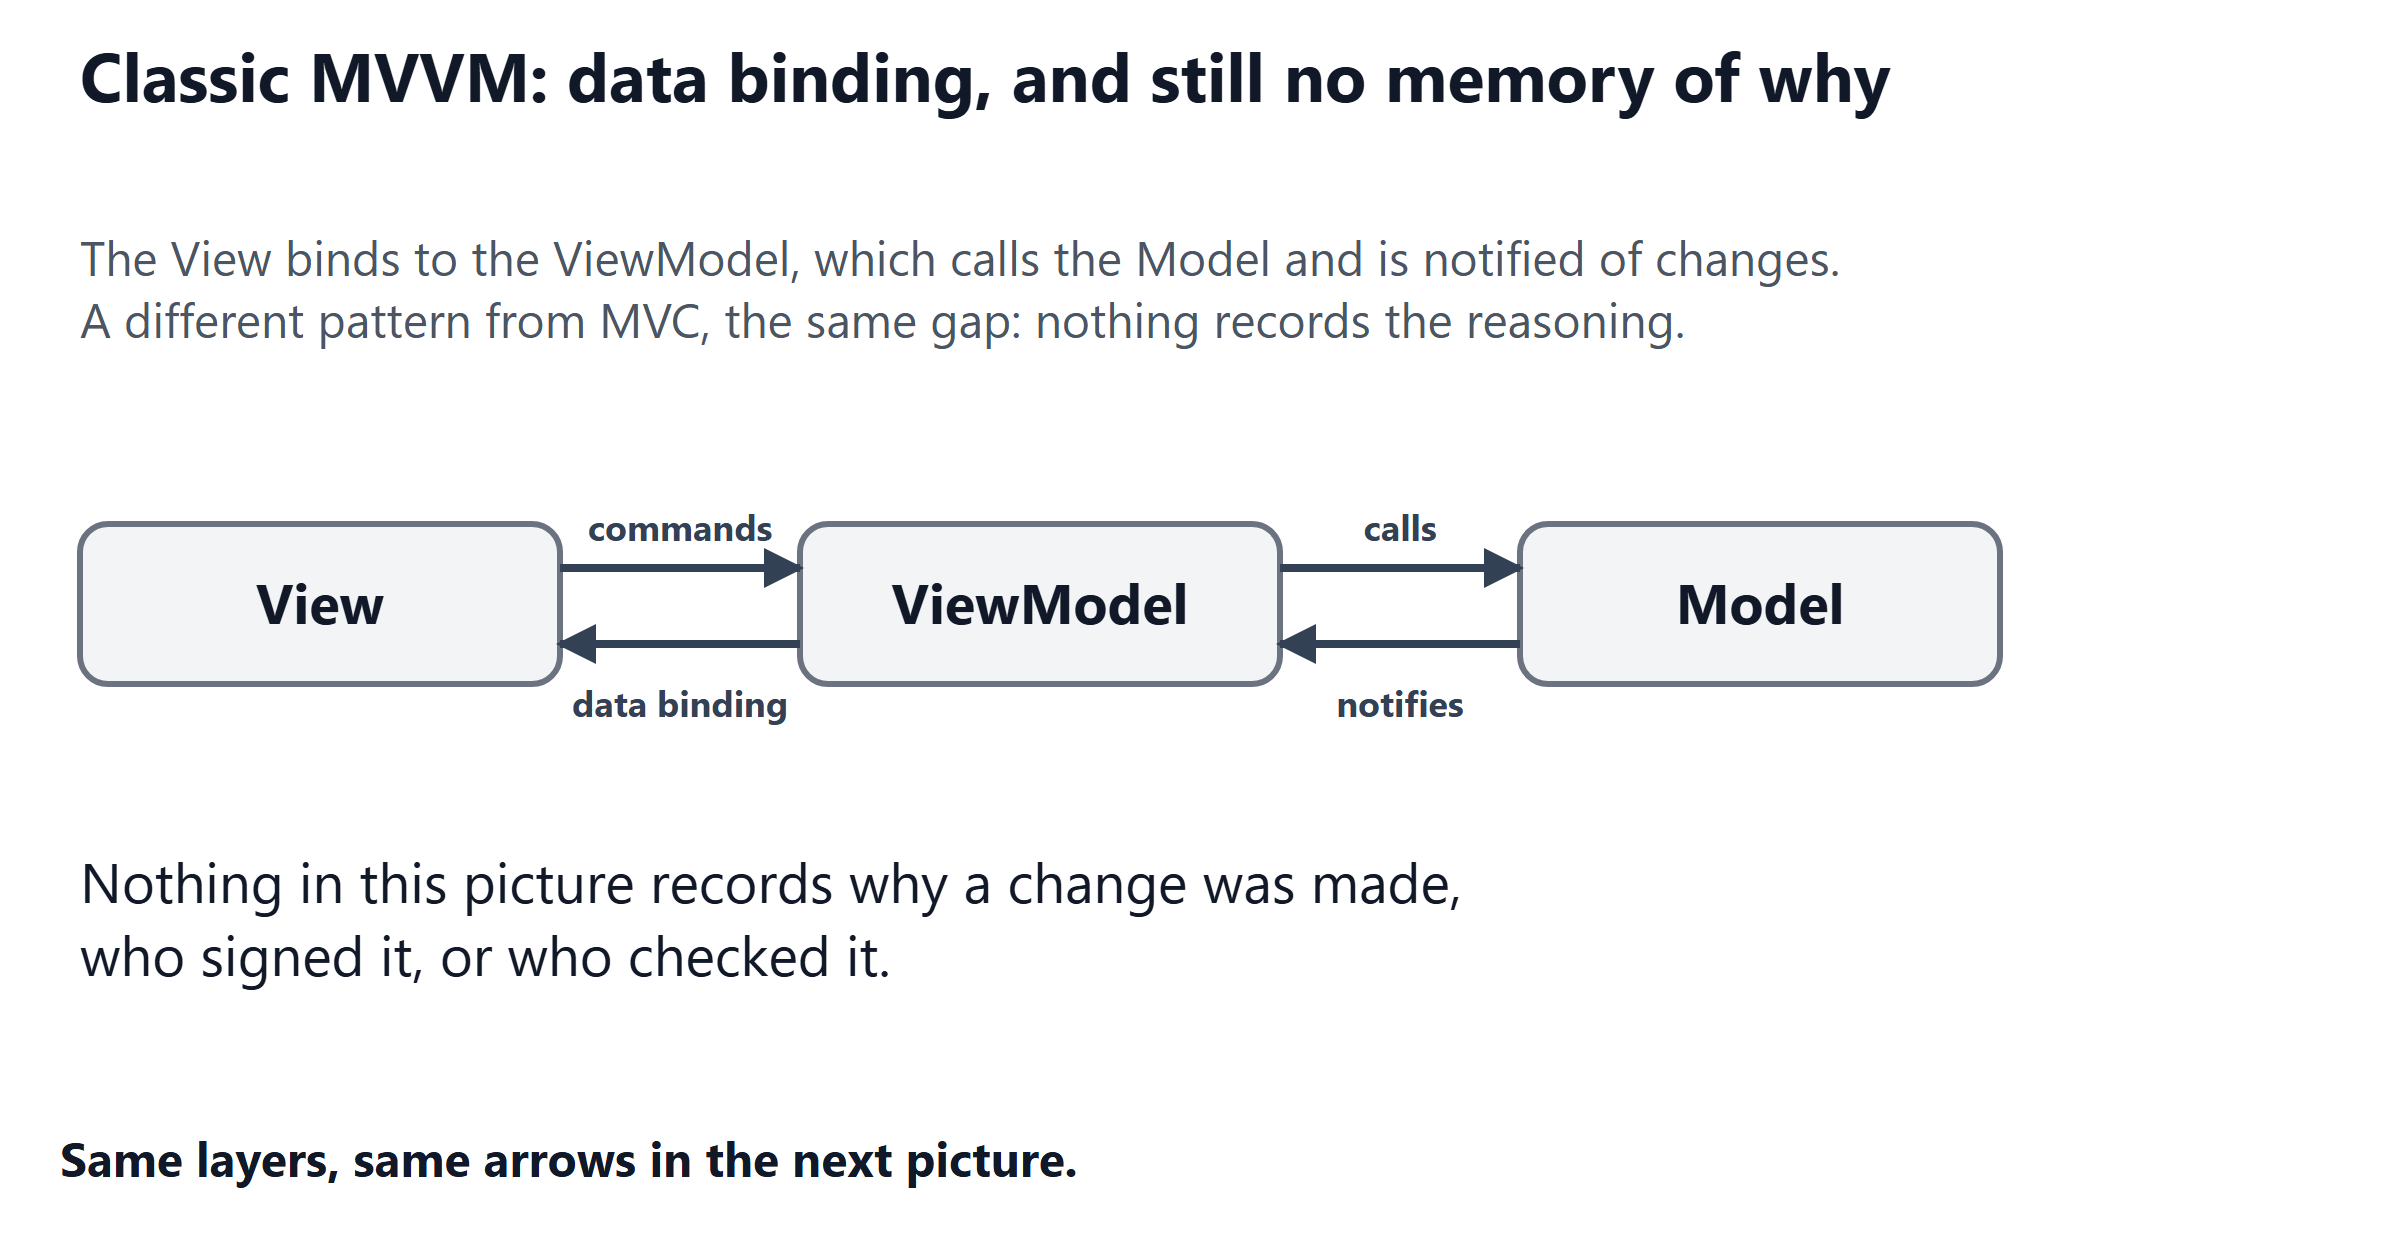 Classic MVVM: data binding, and still no memory of why
The View binds to the ViewModel, which calls the Model and is notified of changes.
A different pattern from MVC, the same gap: nothing records the reasoning.
commands
calls
View
ViewModel
Model
data binding
notifies
Nothing in this picture records why a change was made,
who signed it, or who checked it.
Same layers, same arrows in the next picture.